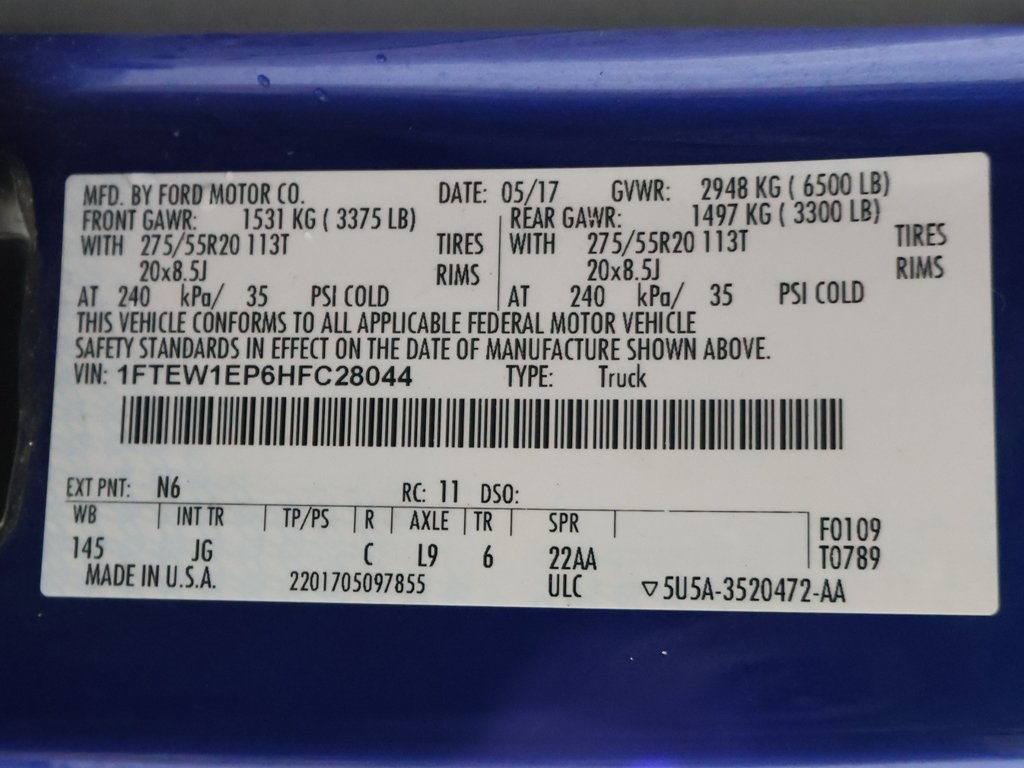 MFD. BY FORD MOTOR CO. DATE: 05/17 GVWR: 2948 KG ( 6500 LB)
FRONT GAWR: 1531 KG ( 3375 LB) REAR GAWR: 1497 KG ( 3300 LB)
WITH 275/55R20 113T TIRES WITH 275/55R20 113T TIRES
20x8.5J RIMS 20x8.5J RIMS
AT 240 kPa/ 35 PSI COLD AT 240 kPa/ 35 PSI COLD
THIS VEHICLE CONFORMS TO ALL APPLICABLE FEDERAL MOTOR VEHICLE
SAFETY STANDARDS IN EFFECT ON THE DATE OF MANUFACTURE SHOWN ABOVE.
VIN: 1FTEW1EP6HFC28044 TYPE: Truck
EXT PNT: N6 RC: 11 DSO:
WB INT TR TP/PS R AXLE TR SPR F0109
145 JG C L9 6 22AA T0789
MADE IN U.S.A. 2201705097855 ULC ▽5U5A-3520472-AA